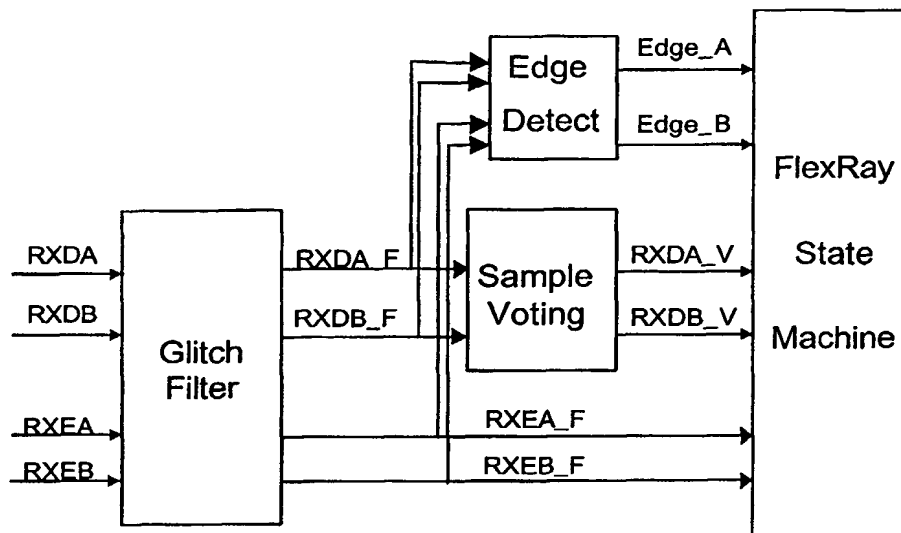 Edge
Detect
Edge_A
Edge_B
FlexRay
State
Machine
RXDA
RXDB
RXEA
RXEB
Glitch
Filter
RXDA_F
RXDB_F
Sample
Voting
RXDA_V
RXDB_V
RXEA_F
RXEB_F